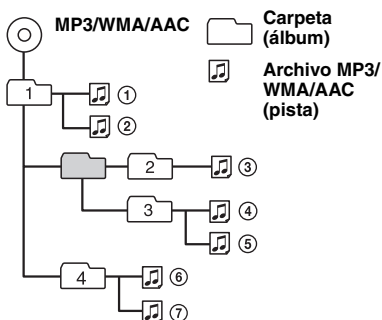 MP3/WMA/AAC
Carpeta
(álbum)
Archivo MP3/
WMA/AAC
(pista)
1
①
②
2
③
3
④
⑤
4
⑥
⑦